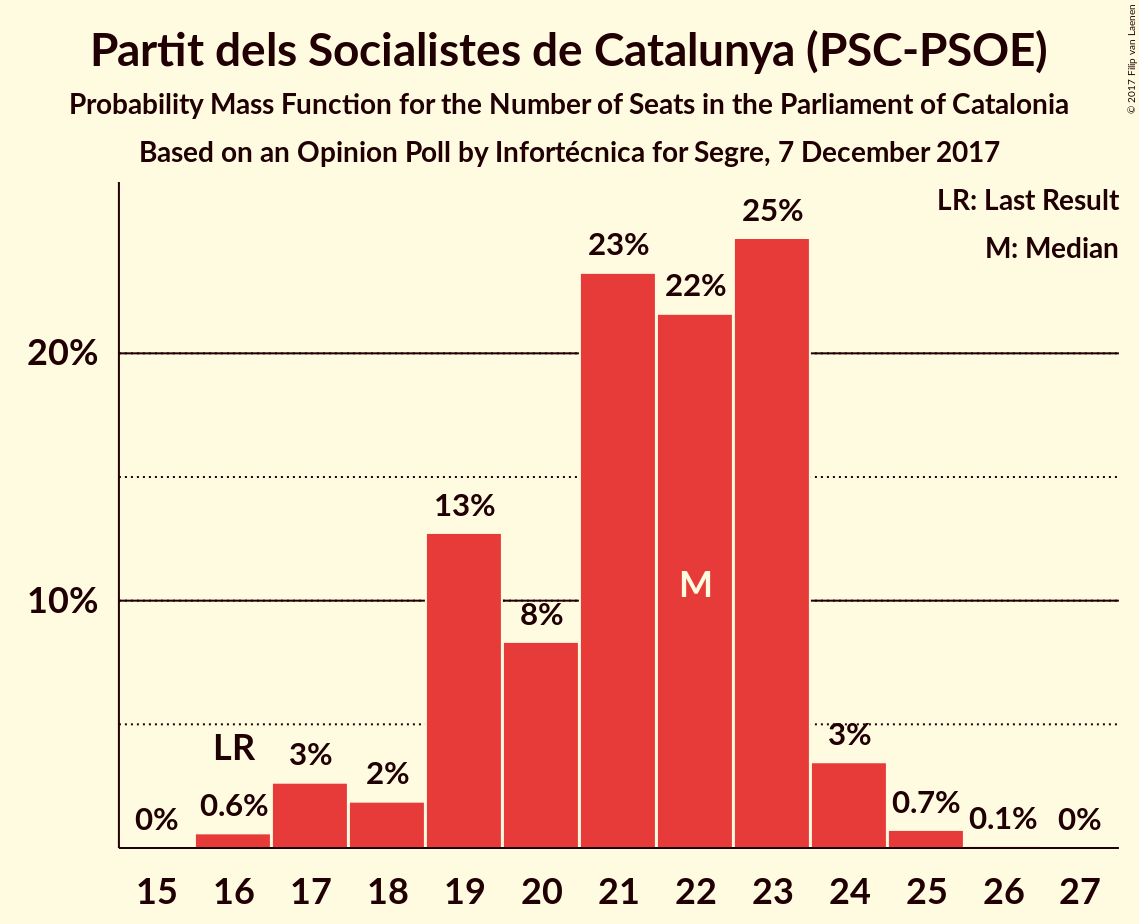 Partit dels Socialistes de Catalunya (PSC-PSOE)
Probability Mass Function for the Number of Seats in the Parliament of Catalonia
Based on an Opinion Poll by Infortécnica for Segre, 7 December 2017
© 2017 Filip van Laenen
LR: Last Result
M: Median
25%
23%
22%
20%
13%
M
10%
8%
LR
3%
3%
2%
0.6%
0.7%
0%
0.1%
0%
15 16 17 18 19 20 21 22 23 24 25 26 27